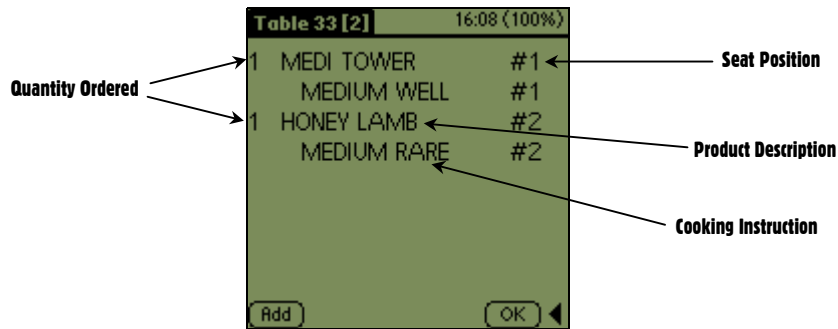 Table 33 [2] 16:08 (100%)
1 MEDI TOWER #1
MEDIUM WELL #1
1 HONEY LAMB #2
MEDIUM RARE #2
Add OK
Quantity Ordered
Seat Position
Product Description
Cooking Instruction